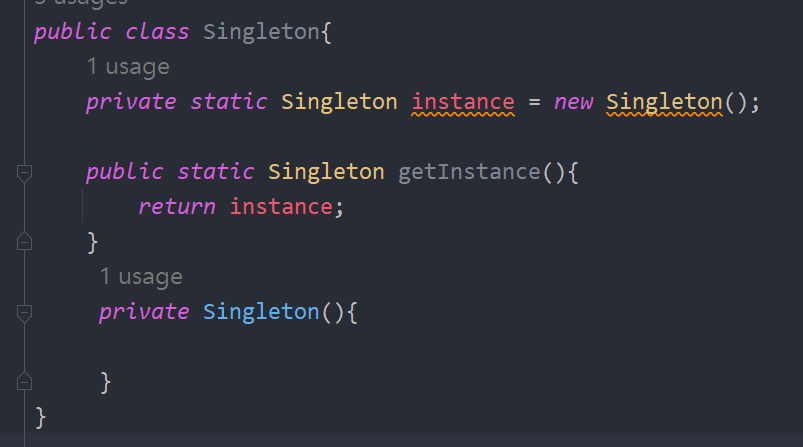 usages
public class Singleton{
1 usage
private static Singleton instance = new Singleton();
public static Singleton getInstance(){
return instance;
}
1 usage
private Singleton(){
}
}